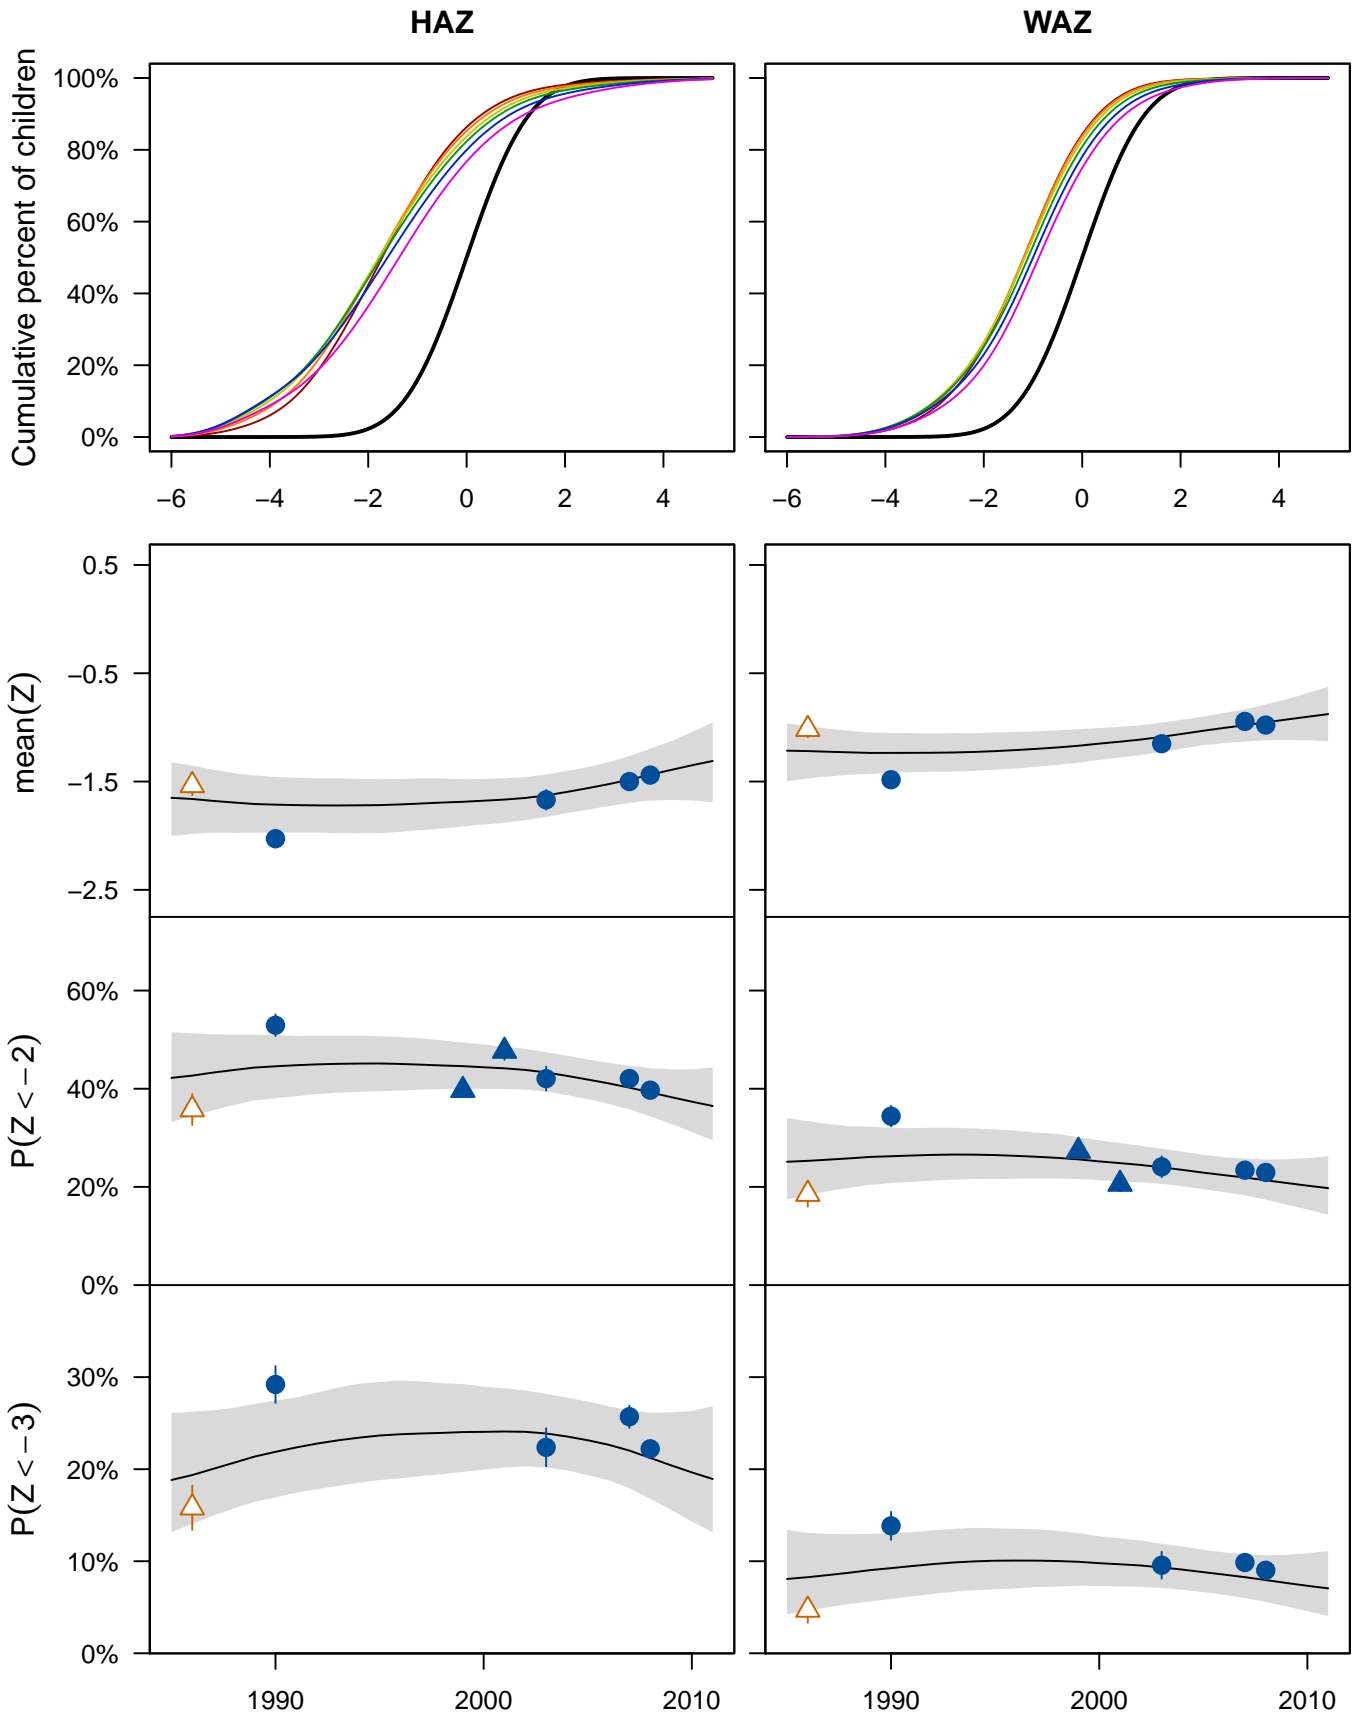 HAZ WAZ
Cumulative percent of children
100%
80%
60%
40%
20%
0%
−6 −4 −2 0 2 4
−6 −4 −2 0 2 4
mean(Z)
0.5
−0.5
−1.5
−2.5
P(Z < −2)
60%
40%
20%
0%
P(Z < −3)
30%
20%
10%
0%
1990 2000 2010
1990 2000 2010